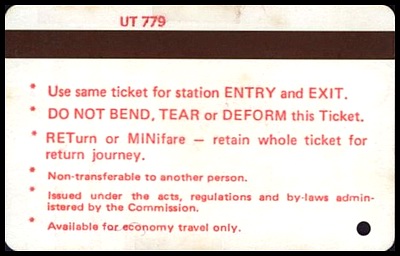 UT 779
* Use same ticket for station ENTRY and EXIT.
* DO NOT BEND, TEAR or DEFORM this Ticket.
* RETurn or MINifare — retain whole ticket for
return journey.
* Non-transferable to another person.
* Issued under the acts, regulations and by-laws admin-
istered by the Commission.
* Available for economy travel only.